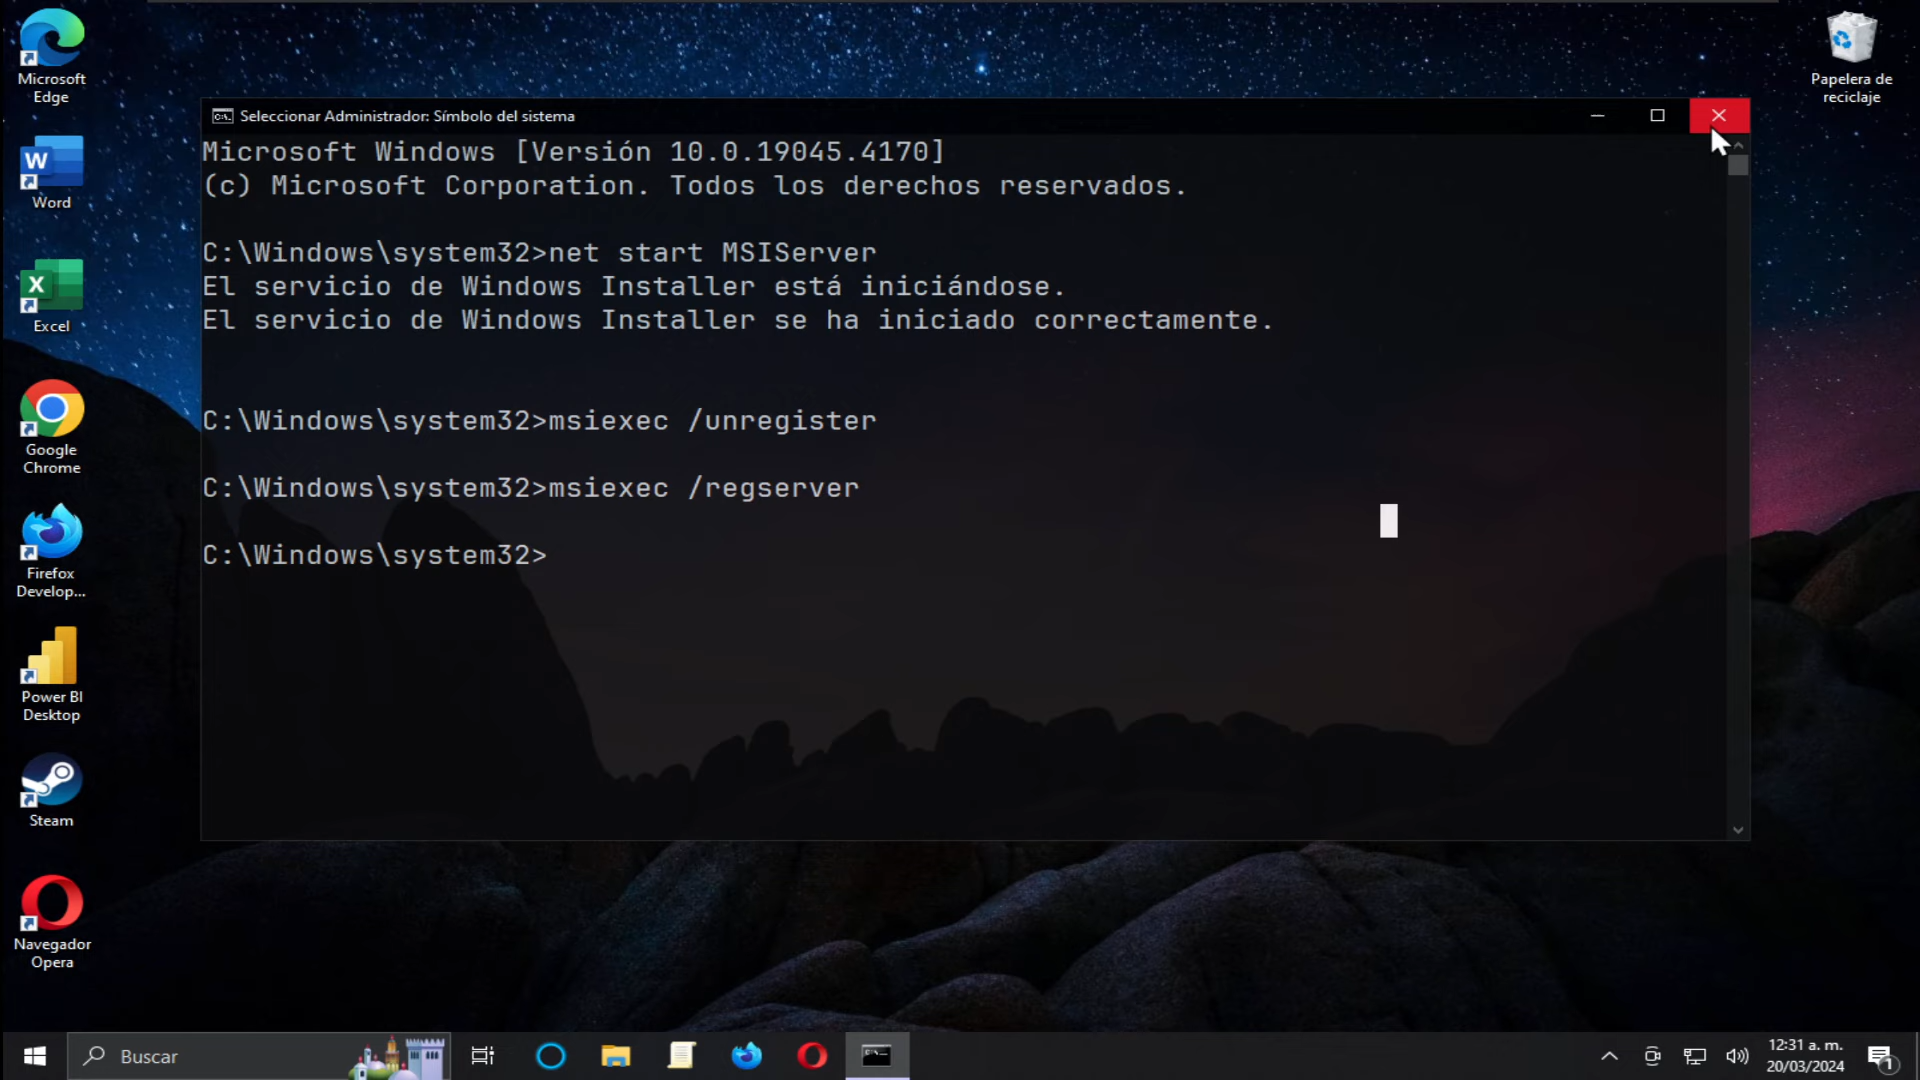 Microsoft
Edge
Word
Excel
Google
Chrome
Firefox
Develop...
Power BI
Desktop
Steam
Navegador
Opera
Papelera de
reciclaje
Seleccionar Administrador: Símbolo del sistema
Microsoft Windows [Versión 10.0.19045.4170]
(c) Microsoft Corporation. Todos los derechos reservados.
C:\Windows\system32>net start MSIServer
El servicio de Windows Installer está iniciándose.
El servicio de Windows Installer se ha iniciado correctamente.
C:\Windows\system32>msiexec /unregister
C:\Windows\system32>msiexec /regserver
C:\Windows\system32>
Buscar
12:31 a. m.
20/03/2024
1